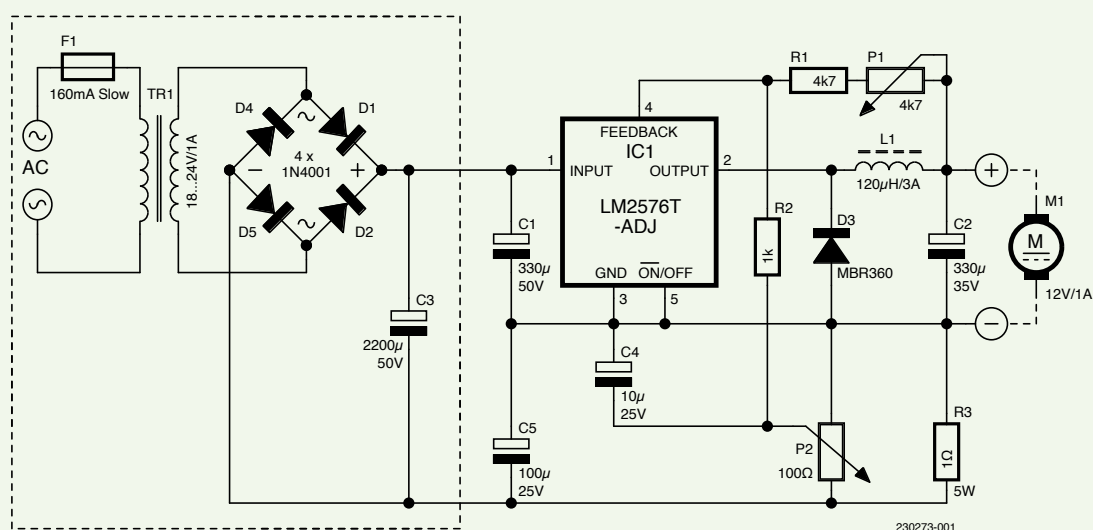 F1
160mA Slow
TR1
AC
18...24V/1A
D4
D1
4 x
1N4001
D5
D2
C3
2200µ
50V
C1
330µ
50V
C5
100µ
25V
1
INPUT
4
FEEDBACK
IC1
OUTPUT
2
LM2576T
-ADJ
GND
ON/OFF
3
5
C4
10µ
25V
R1
4k7
P1
4k7
R2
1k
L1
120µH/3A
D3
MBR360
C2
330µ
35V
+
–
M1
M
12V/1A
P2
100Ω
R3
1Ω
5W
230273-001